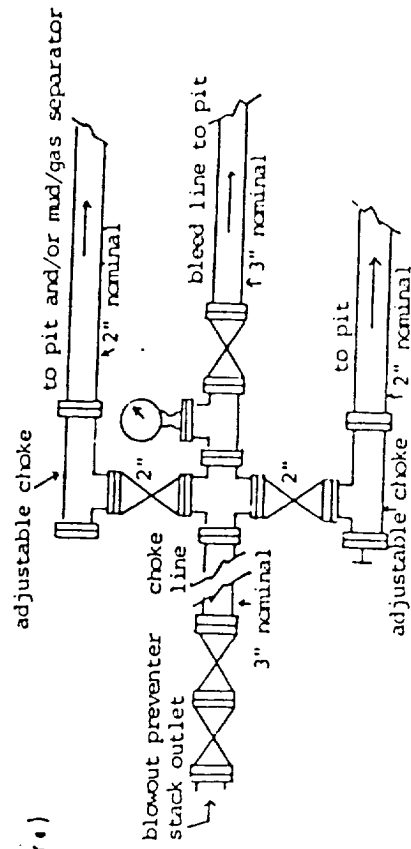 adjustable choke
to pit and/or mud/gas separator
2" nominal
2"
bleed line to pit
3" nominal
choke
line
blowout preventer
stack outlet
3" nominal
2"
to pit
2" nominal
adjustable choke